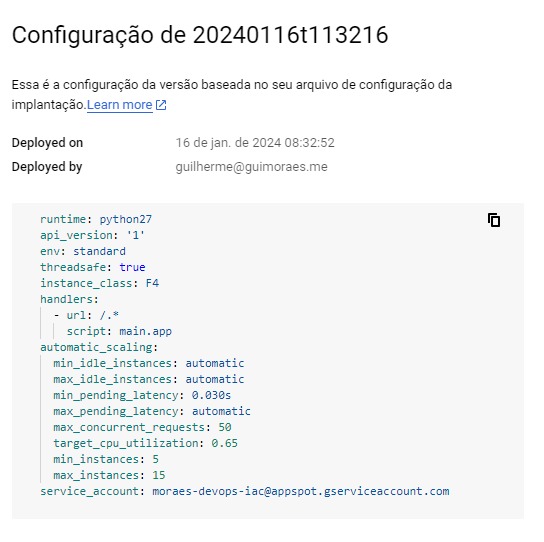 Configuração de 20240116t113216
Essa é a configuração da versão baseada no seu arquivo de configuração da
implantação.Learn more
Deployed on 16 de jan. de 2024 08:32:52
Deployed by guilherme@guimoraes.me
runtime: python27
api_version: '1'
env: standard
threadsafe: true
instance_class: F4
handlers:
  - url: /.*
    script: main.app
automatic_scaling:
  min_idle_instances: automatic
  max_idle_instances: automatic
  min_pending_latency: 0.030s
  max_pending_latency: automatic
  max_concurrent_requests: 50
  target_cpu_utilization: 0.65
  min_instances: 5
  max_instances: 15
service_account: moraes-devops-iac@appspot.gserviceaccount.com